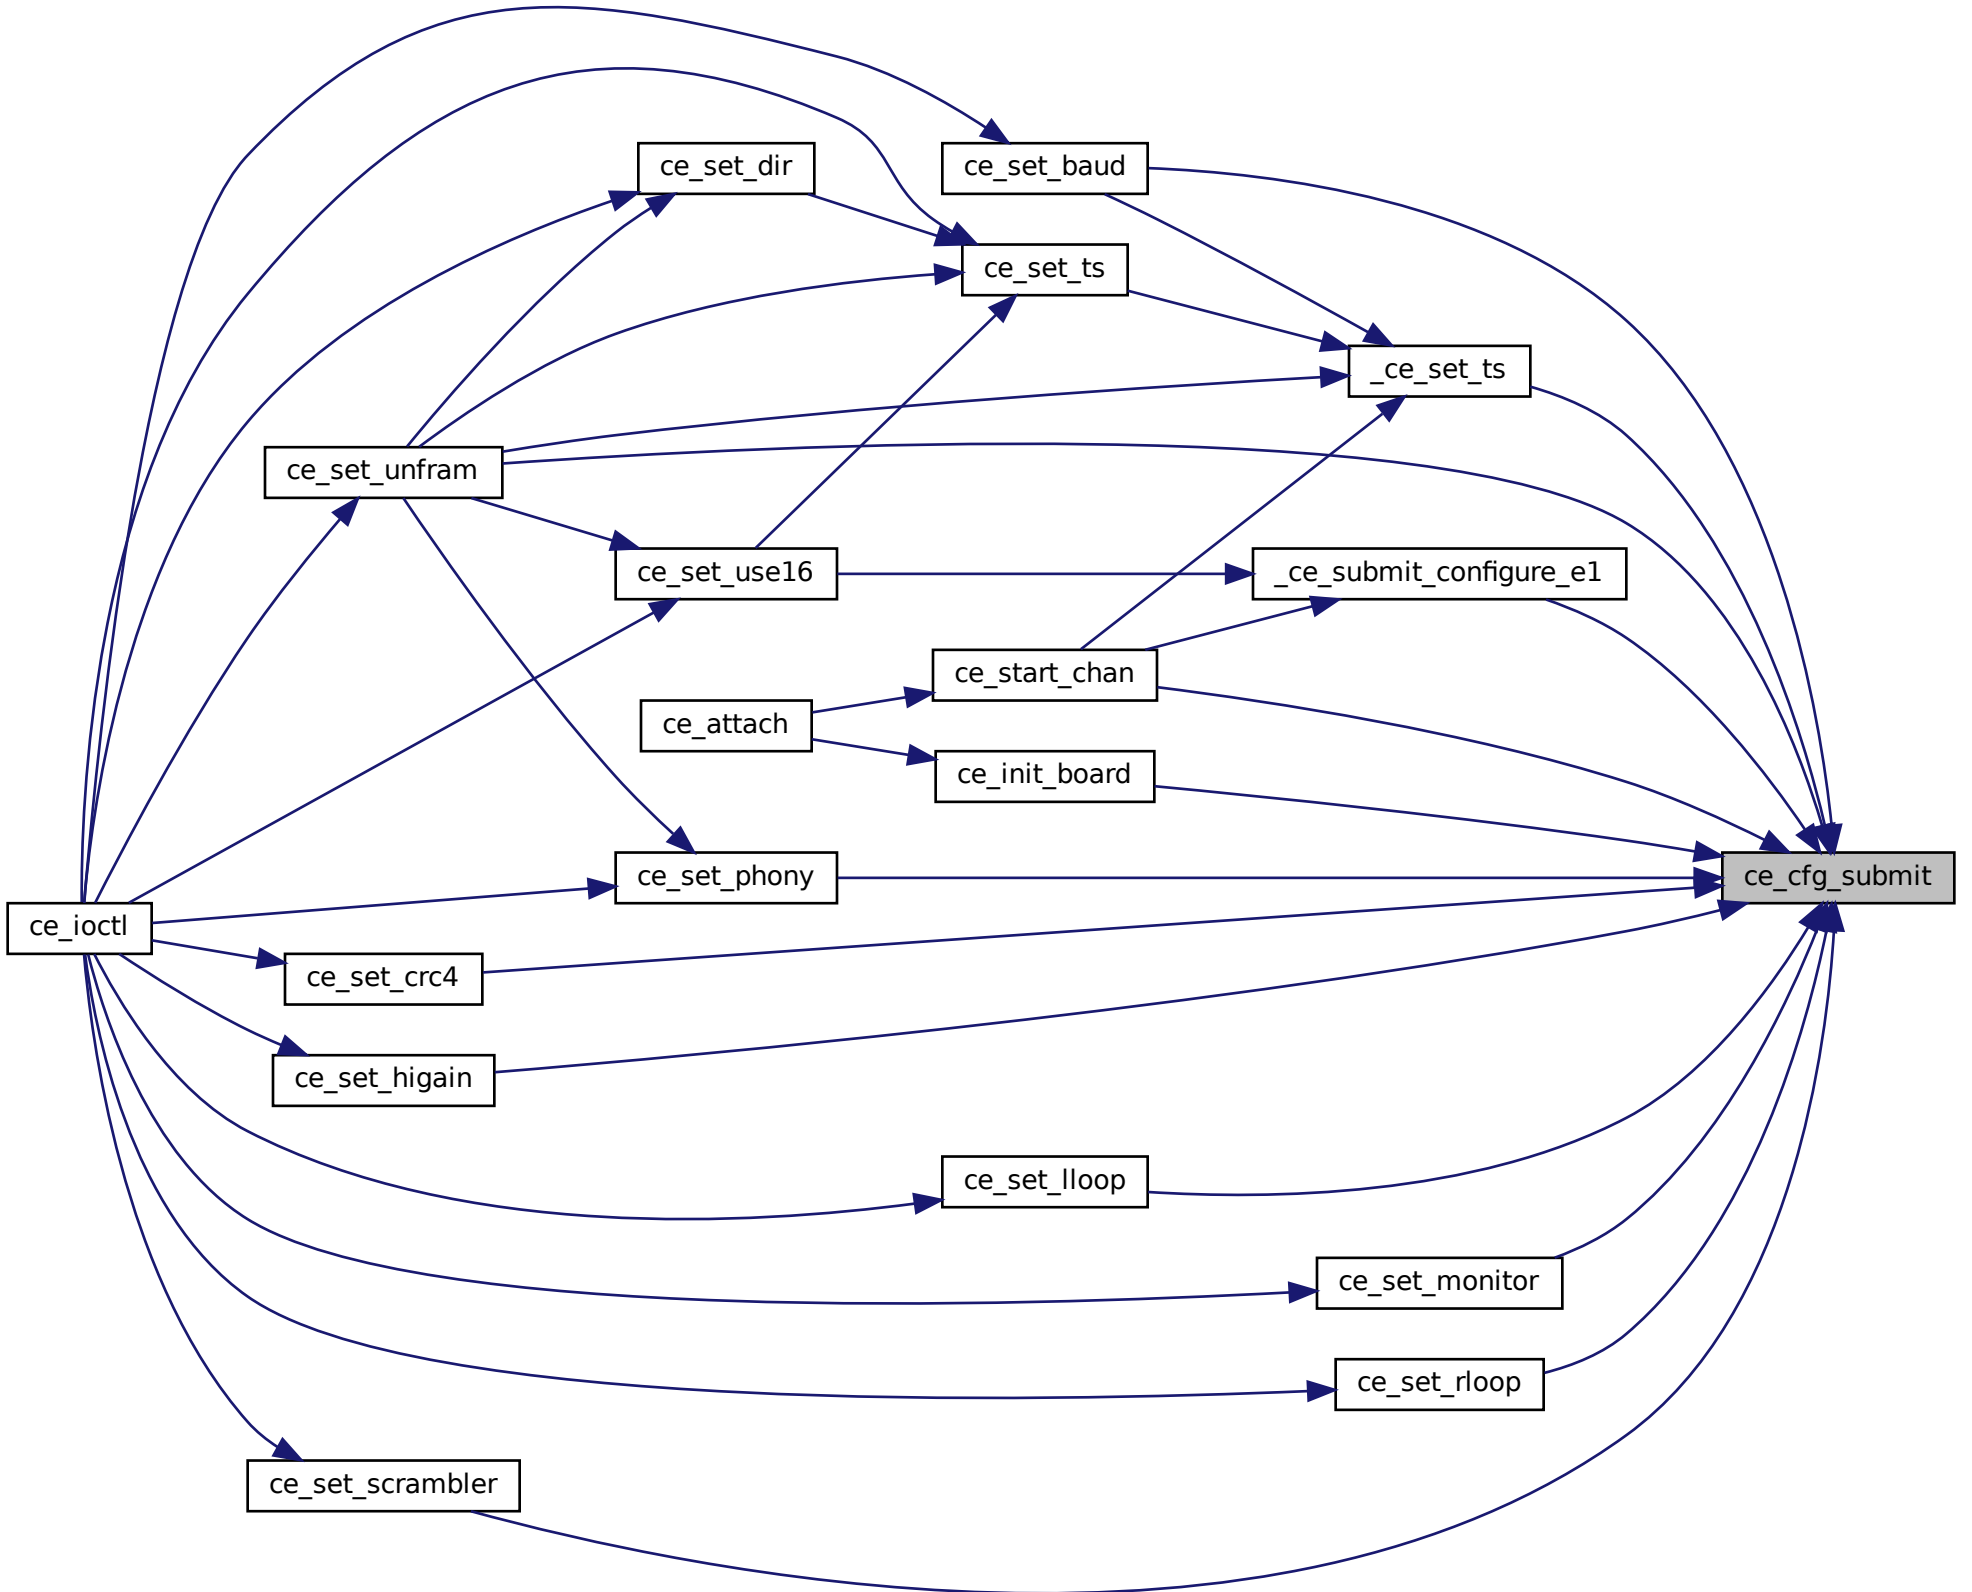 ce_set_dir
ce_set_baud
ce_set_ts
_ce_set_ts
ce_set_unfram
ce_set_use16
_ce_submit_configure_e1
ce_start_chan
ce_attach
ce_init_board
ce_set_phony
ce_cfg_submit
ce_ioctl
ce_set_crc4
ce_set_higain
ce_set_lloop
ce_set_monitor
ce_set_rloop
ce_set_scrambler